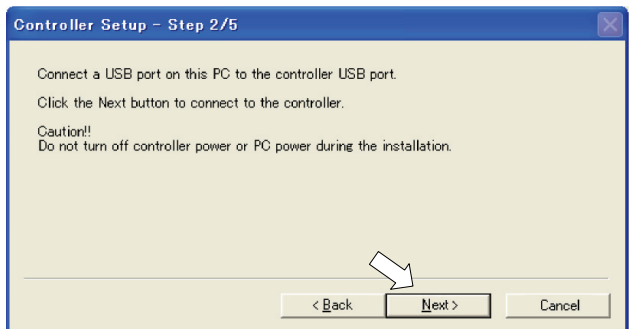 Controller Setup - Step 2/5
Connect a USB port on this PC to the controller USB port.
Click the Next button to connect to the controller.
Caution!!
Do not turn off controller power or PC power during the installation.
< Back
Next >
Cancel